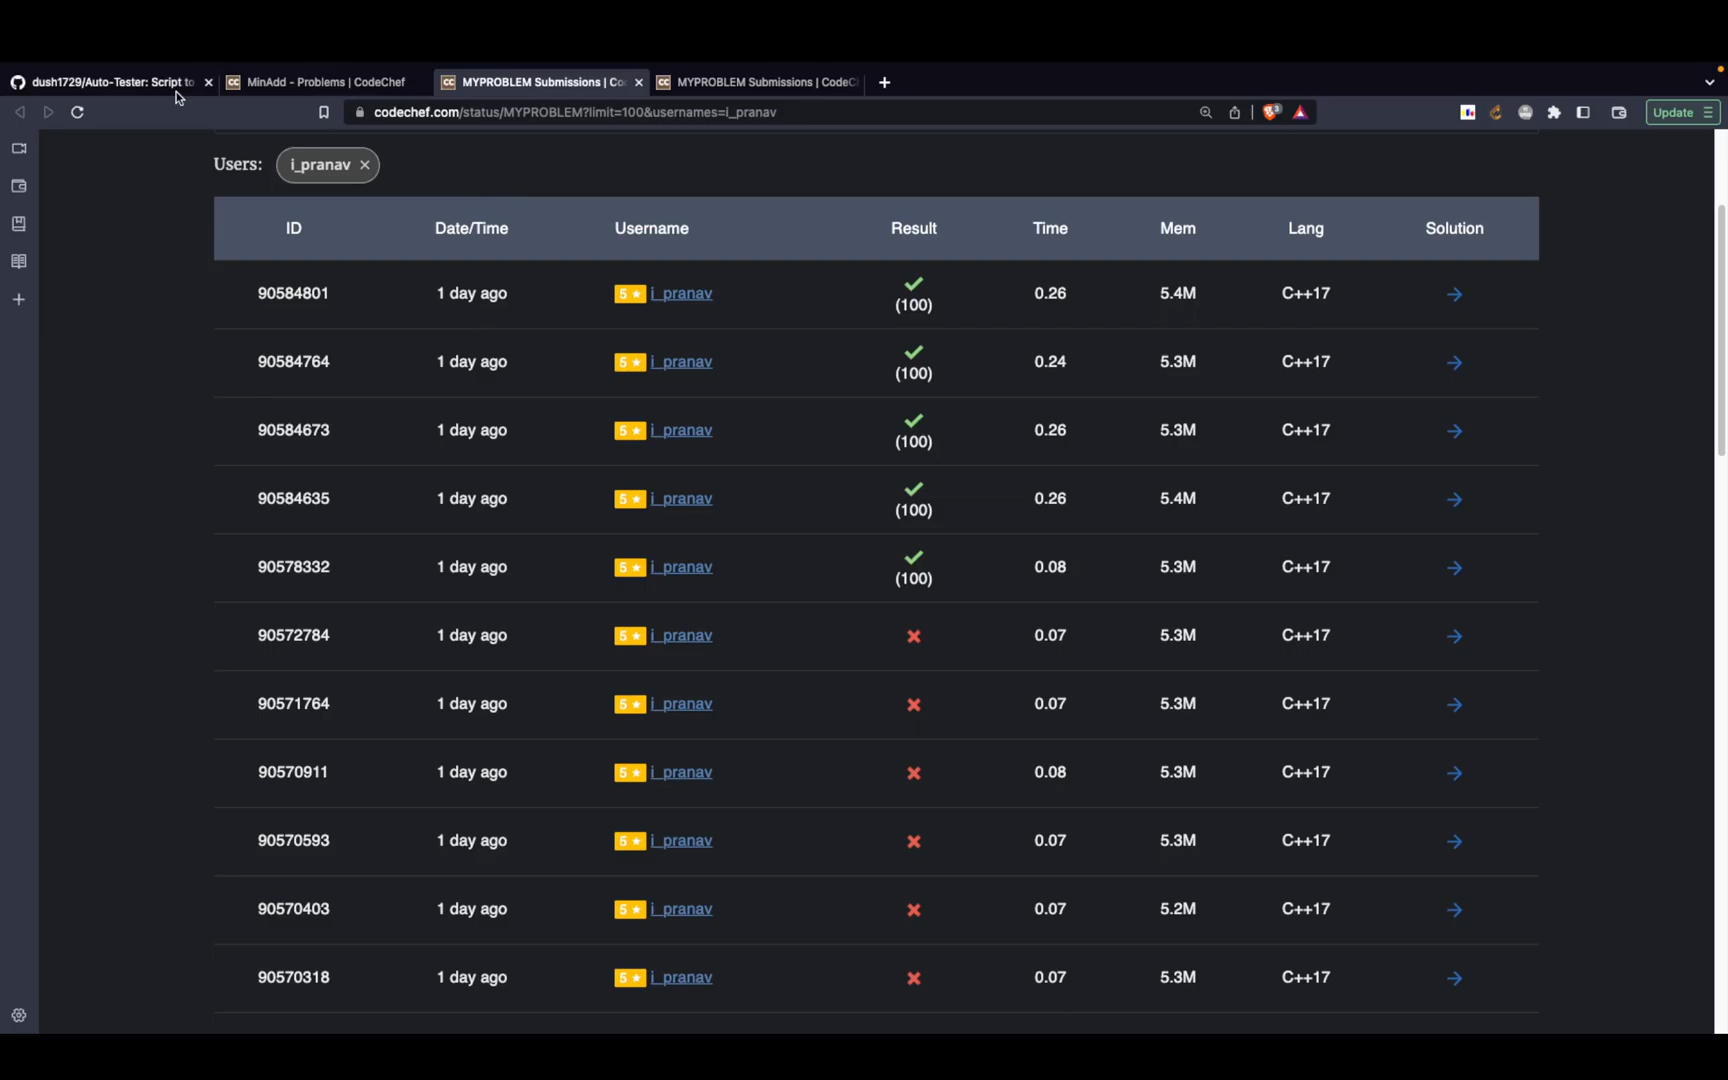 dush1729/Auto-Tester: Script to
MinAdd - Problems | CodeChef
MYPROBLEM Submissions | Co
MYPROBLEM Submissions | CodeC
codechef.com/status/MYPROBLEM?limit=100&usernames=i_pranav
3
Update
Users: i_pranav
ID Date/Time Username Result Time Mem Lang Solution
90584801 1 day ago 5 ★ i_pranav (100) 0.26 5.4M C++17
90584764 1 day ago 5 ★ i_pranav (100) 0.24 5.3M C++17
90584673 1 day ago 5 ★ i_pranav (100) 0.26 5.3M C++17
90584635 1 day ago 5 ★ i_pranav (100) 0.26 5.4M C++17
90578332 1 day ago 5 ★ i_pranav (100) 0.08 5.3M C++17
90572784 1 day ago 5 ★ i_pranav 0.07 5.3M C++17
90571764 1 day ago 5 ★ i_pranav 0.07 5.3M C++17
90570911 1 day ago 5 ★ i_pranav 0.08 5.3M C++17
90570593 1 day ago 5 ★ i_pranav 0.07 5.3M C++17
90570403 1 day ago 5 ★ i_pranav 0.07 5.2M C++17
90570318 1 day ago 5 ★ i_pranav 0.07 5.3M C++17